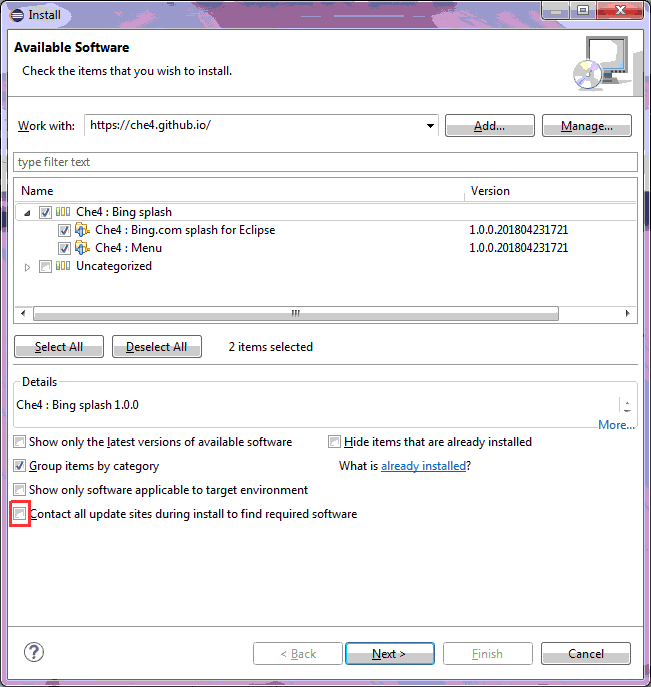 Install
Available Software
Check the items that you wish to install.
Work with: https://che4.github.io/ Add... Manage...
type filter text
Name Version
Che4 : Bing splash
Che4 : Bing.com splash for Eclipse 1.0.0.201804231721
Che4 : Menu 1.0.0.201804231721
Uncategorized
Select All Deselect All 2 items selected
Details
Che4 : Bing splash 1.0.0
More...
Show only the latest versions of available software Hide items that are already installed
Group items by category What is already installed?
Show only software applicable to target environment
Contact all update sites during install to find required software
? < Back Next > Finish Cancel